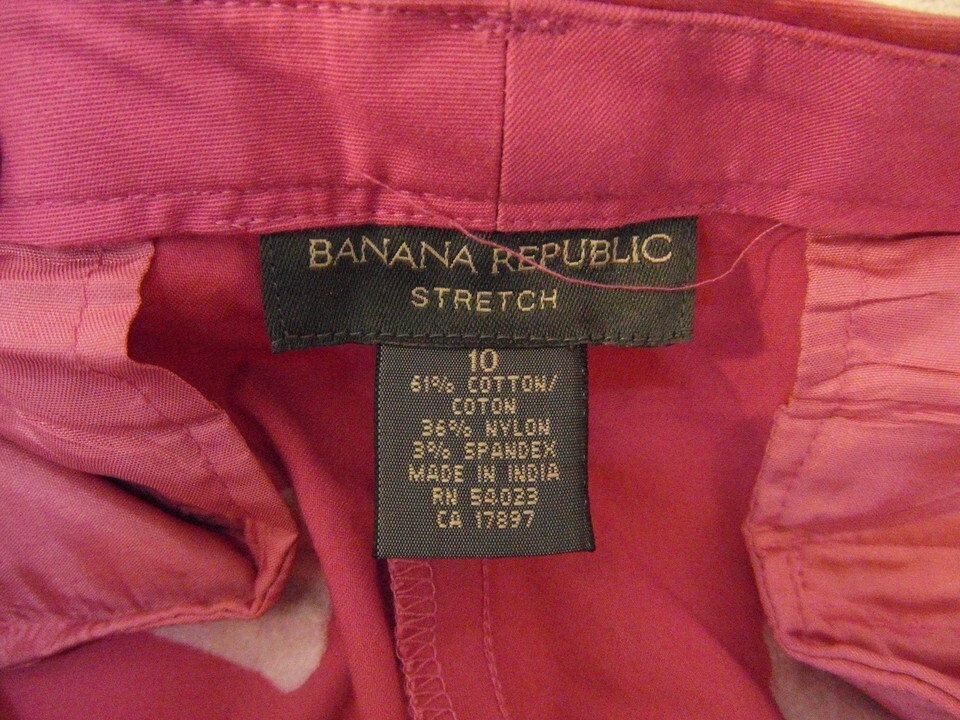 BANANA REPUBLIC
STRETCH
10
61% COTTON/
COTON
36% NYLON
3% SPANDEX
MADE IN INDIA
RN 54023
CA 17897